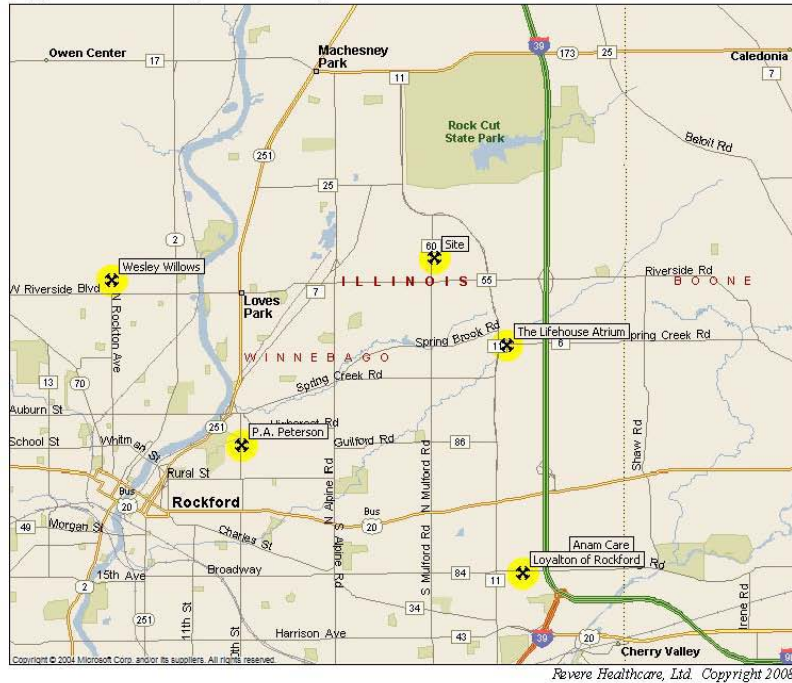 39
173
25
Owen Center
17
Machesney
Park
11
Caledonia
7
Rock Cut
State Park
Beloit Rd
251
25
2
60
Site
Wesley Willows
ILLINOIS
55
Riverside Rd
BOONE
W Riverside Blvd
Loves
Park
7
N Rockton Ave
The Lifehouse Atrium
Spring Brook Rd
6
WINNEBAGO
Spring Creek Rd
13
70
Auburn St
251
P.A. Peterson
School St
Whitman St
Guilford Rd
86
Rural St
N Alpine Rd
N Mulford Rd
Shaw Rd
Bus
20
Rockford
Bus
20
49
Morgan St
Charles St
S Alpine Rd
S Mulford Rd
Anam Care
Loyalton of Rockford
15th Ave
Broadway
84
11
2
251
11th St
34
Harrison Ave
43
39
20
Irene Rd
Cherry Valley
Copyright © 2004 Microsoft Corp. and/or its suppliers. All rights reserved.
Revere Healthcare, Ltd. Copyright 2008